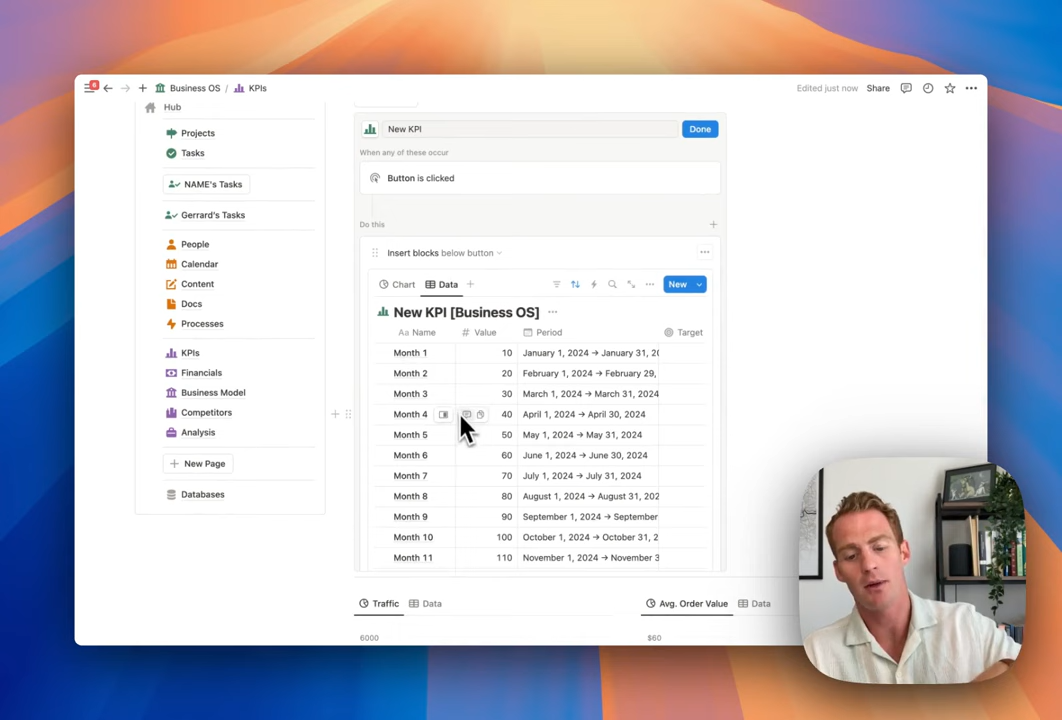 6
Business OS / KPIs
Edited just now
Share
Hub
Projects
Tasks
NAME's Tasks
Gerrard's Tasks
People
Calendar
Content
Docs
Processes
KPIs
Financials
Business Model
Competitors
Analysis
New Page
Databases
New KPI
Done
When any of these occur
Button is clicked
Do this
Insert blocks below button
Chart
Data
New
New KPI [Business OS]
Aa Name # Value Period Target
Month 1 10 January 1, 2024 → January 31, 20
Month 2 20 February 1, 2024 → February 29,
Month 3 30 March 1, 2024 → March 31, 2024
Month 4 40 April 1, 2024 → April 30, 2024
Month 5 50 May 1, 2024 → May 31, 2024
Month 6 60 June 1, 2024 → June 30, 2024
Month 7 70 July 1, 2024 → July 31, 2024
Month 8 80 August 1, 2024 → August 31, 202
Month 9 90 September 1, 2024 → September
Month 10 100 October 1, 2024 → October 31, 2
Month 11 110 November 1, 2024 → November 3
Traffic
Data
Avg. Order Value
Data
6000
$60